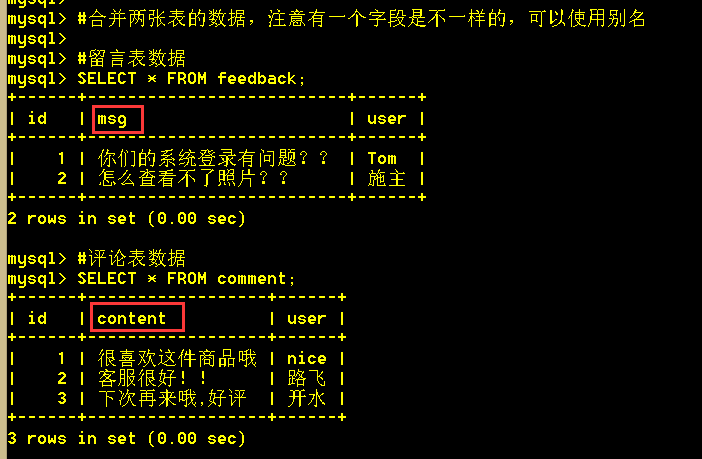 mysql>
mysql> #合并两张表的数据，注意有一个字段是不一样的，可以使用别名
mysql>
mysql> #留言表数据
mysql> SELECT * FROM feedback;
+------+---------------------------+------+
| id   | msg                       | user |
+------+---------------------------+------+
|    1 | 你们的系统登录有问题？？ | Tom  |
|    2 | 怎么查看不了照片？？     | 施主 |
+------+---------------------------+------+
2 rows in set (0.00 sec)
mysql> #评论表数据
mysql> SELECT * FROM comment;
+------+------------------+------+
| id   | content          | user |
+------+------------------+------+
|    1 | 很喜欢这件商品哦 | nice |
|    2 | 客服很好！！     | 路飞 |
|    3 | 下次再来哦,好评  | 开水 |
+------+------------------+------+
3 rows in set (0.00 sec)